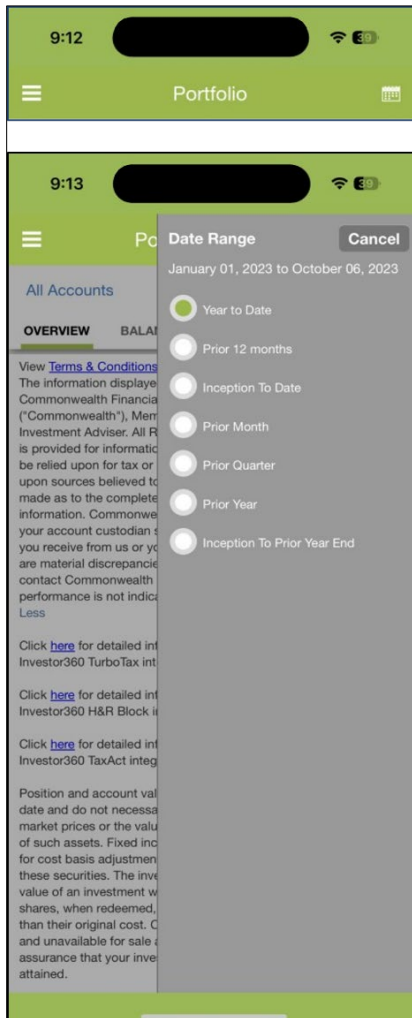 9:12
39
Portfolio
9:13
39
Po
Date Range
Cancel
January 01, 2023 to October 06, 2023
All Accounts
Year to Date
OVERVIEW BALA
Prior 12 months
Inception To Date
Prior Month
Prior Quarter
Prior Year
Inception To Prior Year End
View Terms & Conditions
The information displaye
Commonwealth Financia
("Commonwealth"), Mem
Investment Adviser. All R
is provided for informatio
be relied upon for tax or
upon sources believed to
made as to the complete
information. Commonwe
your account custodian s
you receive from us or yo
are material discrepancie
contact Commonwealth
performance is not indica
Less
Click here for detailed inf
Investor360 TurboTax int
Click here for detailed inf
Investor360 H&R Block i
Click here for detailed inf
Investor360 TaxAct integ
Position and account val
date and do not necessa
market prices or the valu
of such assets. Fixed inc
for cost basis adjustmen
these securities. The inve
value of an investment w
shares, when redeemed,
than their original cost. C
and unavailable for sale a
assurance that your inve
attained.